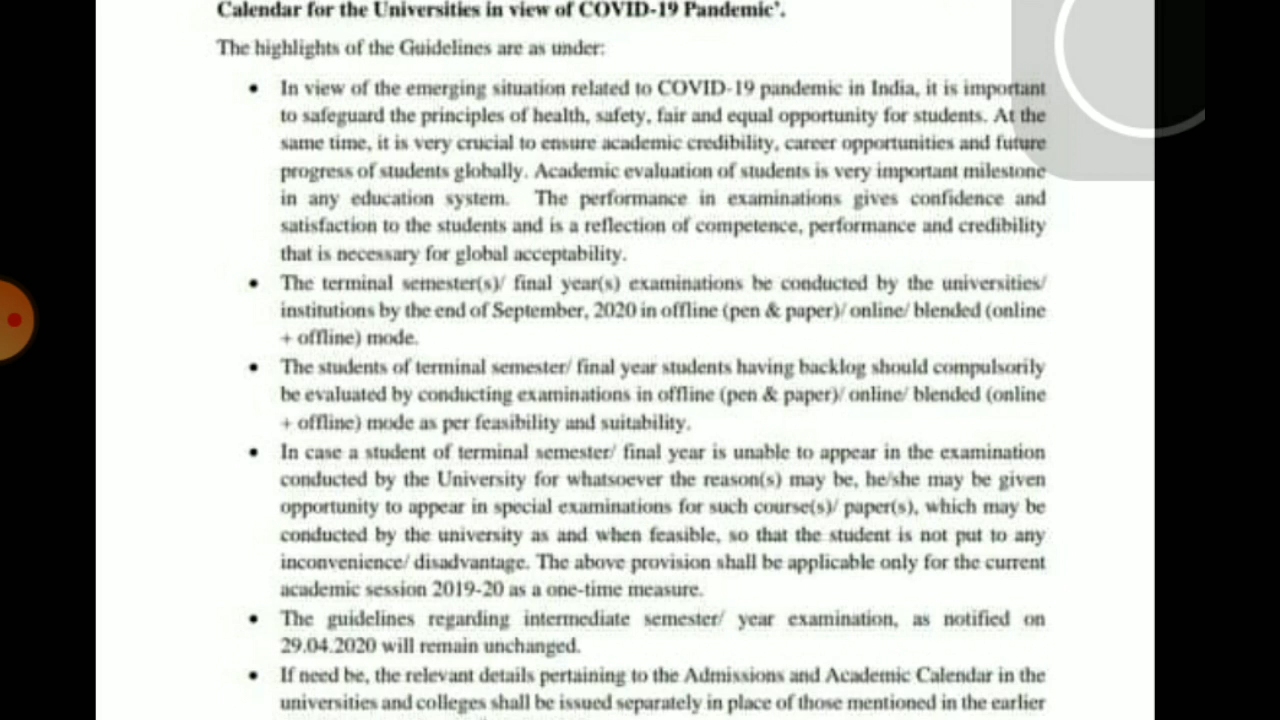 Calendar for the Universities in view of COVID-19 Pandemic'.
The highlights of the Guidelines are as under:
• In view of the emerging situation related to COVID-19 pandemic in India, it is important
to safeguard the principles of health, safety, fair and equal opportunity for students. At the
same time, it is very crucial to ensure academic credibility, career opportunities and future
progress of students globally. Academic evaluation of students is very important milestone
in any education system. The performance in examinations gives confidence and
satisfaction to the students and is a reflection of competence, performance and credibility
that is necessary for global acceptability.
• The terminal semester(s)/ final year(s) examinations be conducted by the universities/
institutions by the end of September, 2020 in offline (pen & paper)/ online/ blended (online
+ offline) mode.
• The students of terminal semester/ final year students having backlog should compulsorily
be evaluated by conducting examinations in offline (pen & paper)/ online/ blended (online
+ offline) mode as per feasibility and suitability.
• In case a student of terminal semester/ final year is unable to appear in the examination
conducted by the University for whatsoever the reason(s) may be, he/she may be given
opportunity to appear in special examinations for such course(s)/ paper(s), which may be
conducted by the university as and when feasible, so that the student is not put to any
inconvenience/ disadvantage. The above provision shall be applicable only for the current
academic session 2019-20 as a one-time measure.
• The guidelines regarding intermediate semester/ year examination, as notified on
29.04.2020 will remain unchanged.
• If need be, the relevant details pertaining to the Admissions and Academic Calendar in the
universities and colleges shall be issued separately in place of those mentioned in the earlier